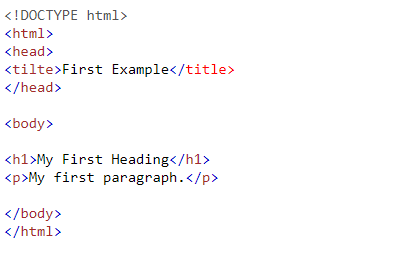 <!DOCTYPE html>
<html>
<head>
<tilte>First Example</title>
</head>
<body>
<h1>My First Heading</h1>
<p>My first paragraph.</p>
</body>
</html>